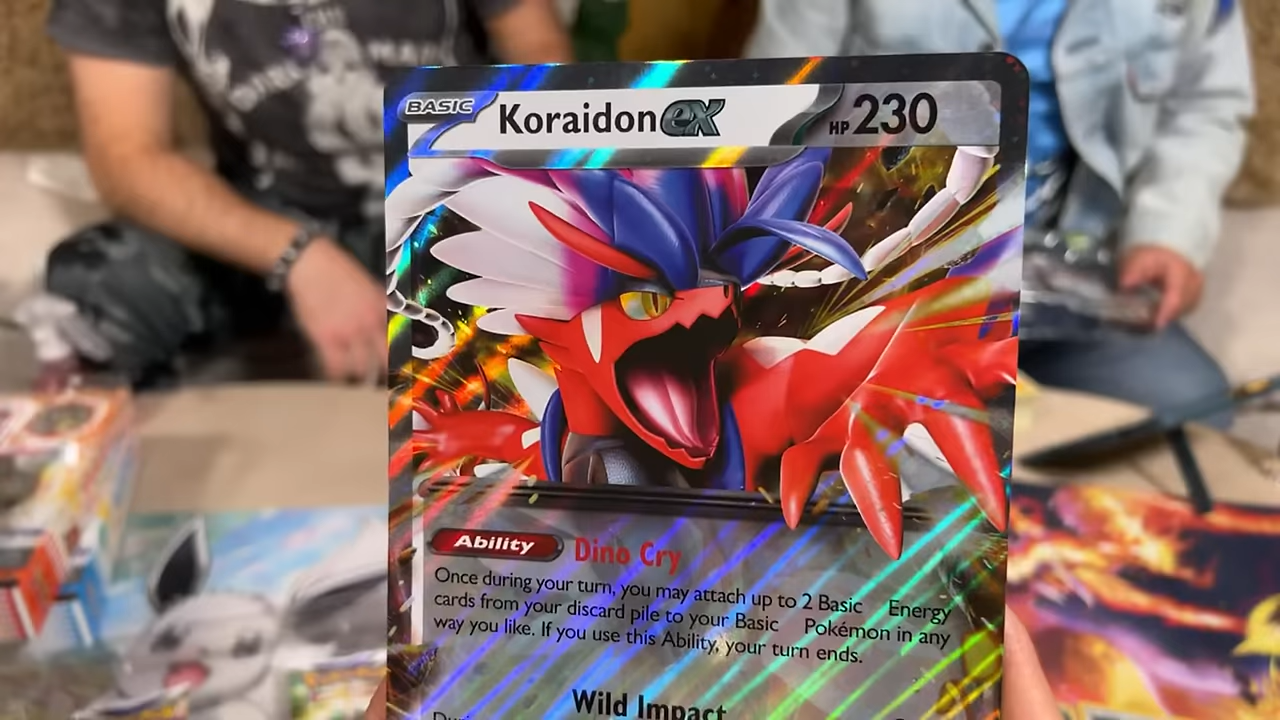 BASIC
Koraidon ex
HP 230
Ability Dino Cry
Once during your turn, you may attach up to 2 Basic Energy
cards from your discard pile to your Basic Pokémon in any
way you like. If you use this Ability, your turn ends.
Wild Impact